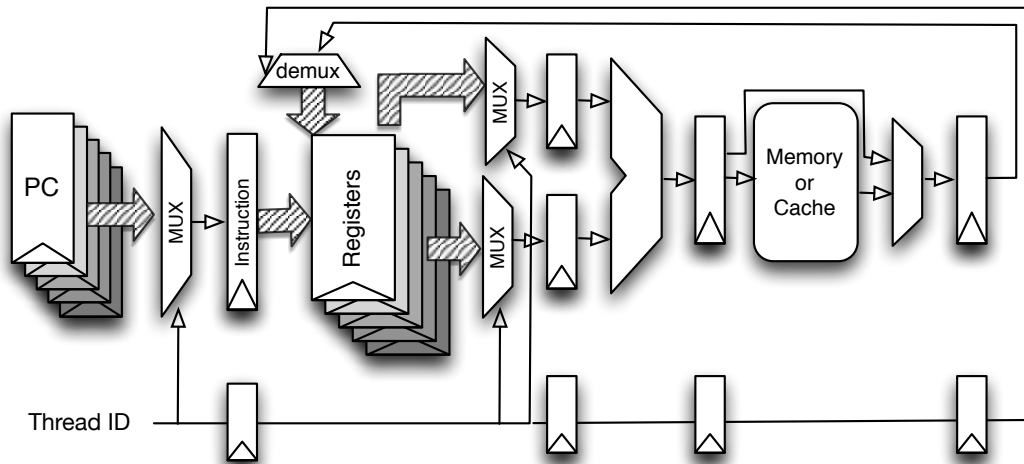 demux
MUX
PC
MUX
Instruction
Registers
MUX
Memory
or
Cache
Thread ID